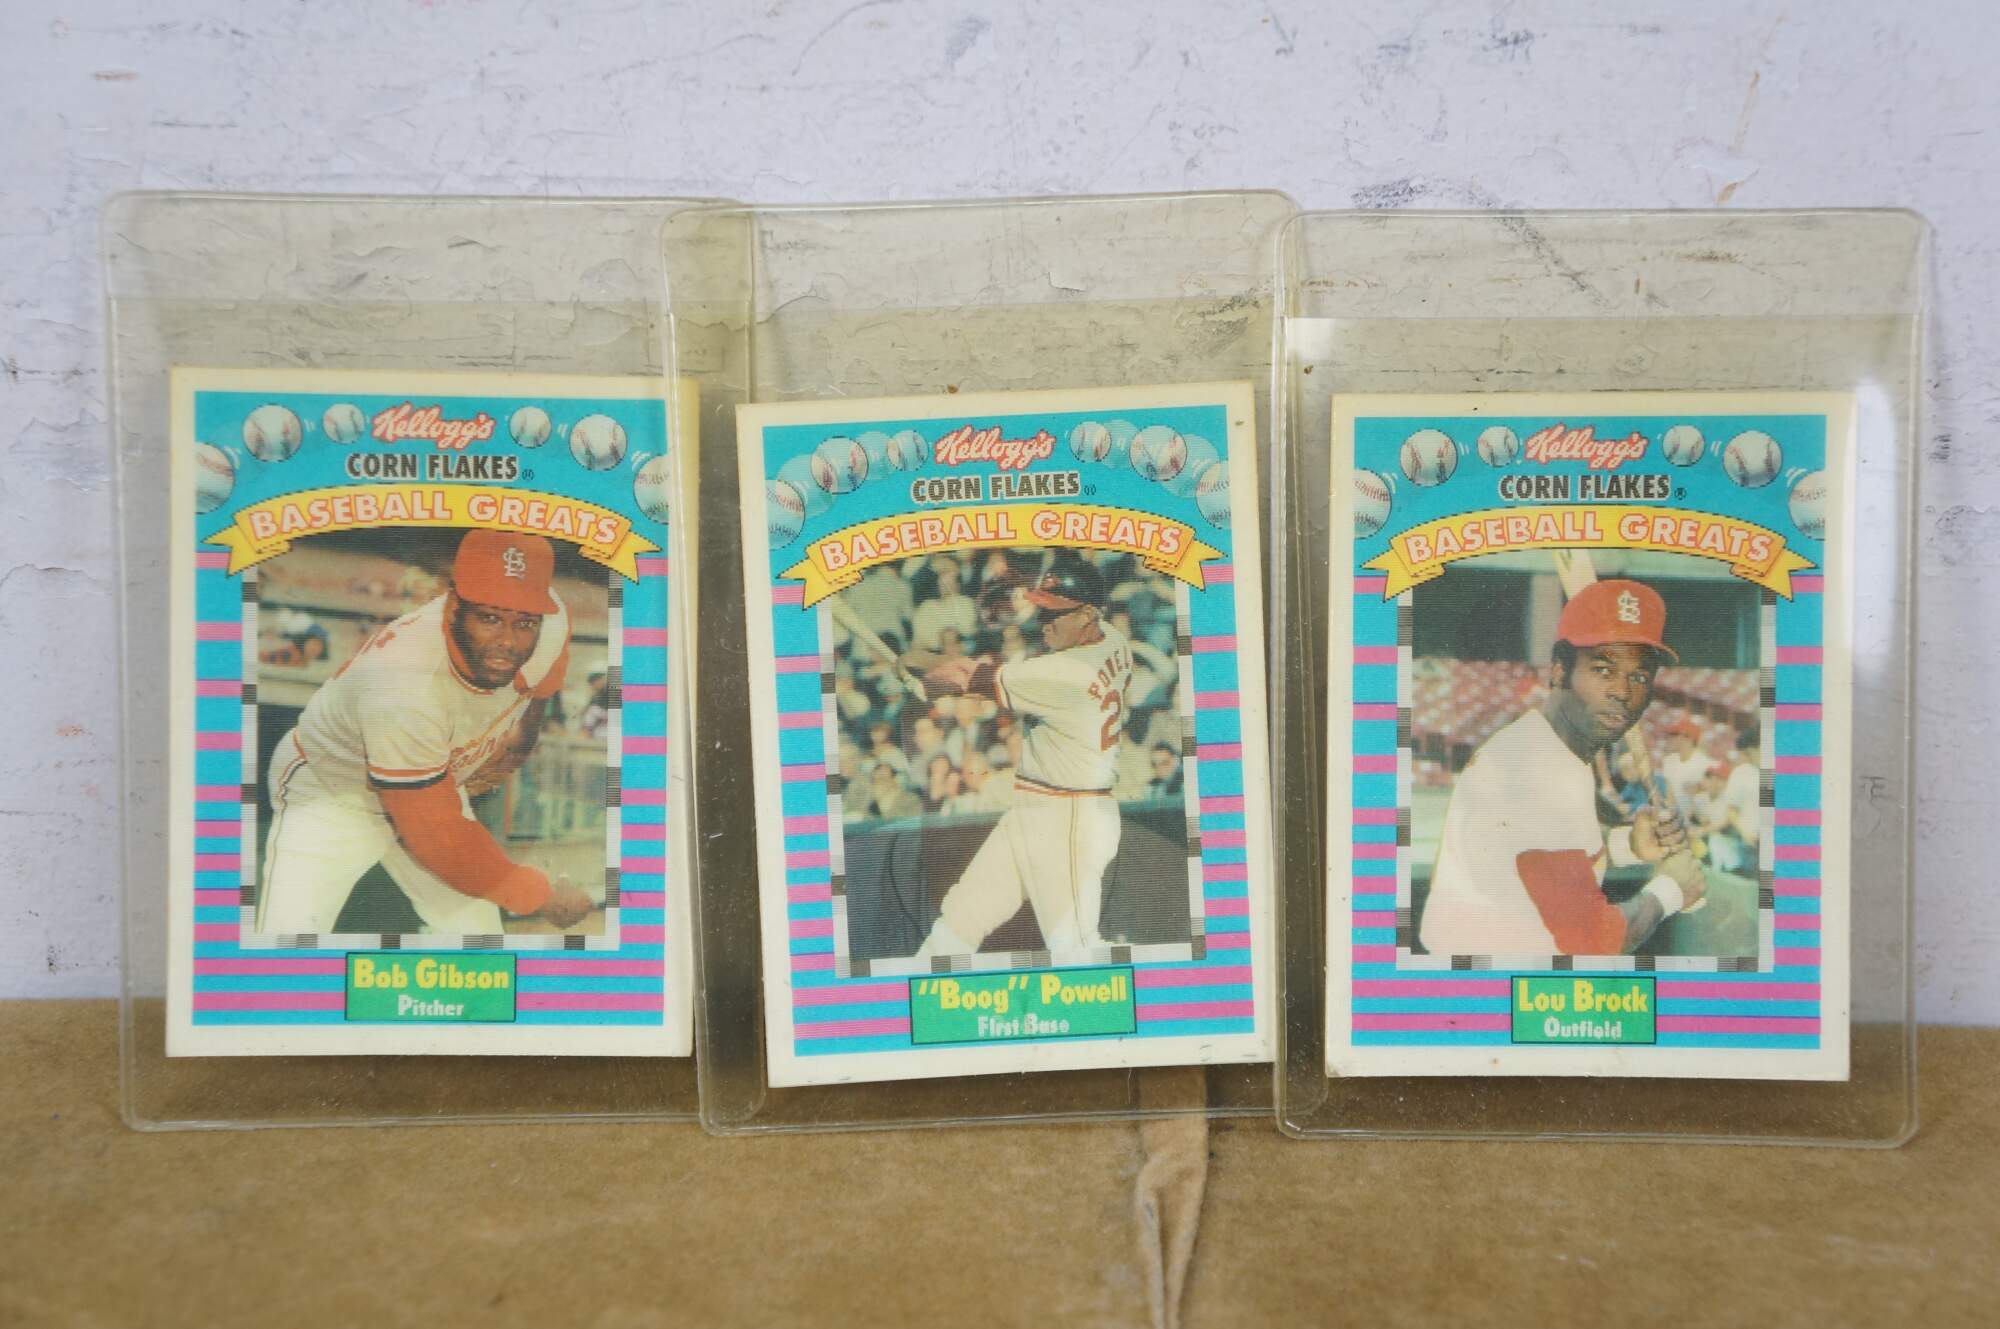 Kellogg's
CORN FLAKES®
BASEBALL GREATS
Bob Gibson
Pitcher
Kellogg's
CORN FLAKES
BASEBALL GREATS
POWELL
"Boog" Powell
First Base
Kellogg's
CORN FLAKES®
BASEBALL GREATS
Lou Brock
Outfield